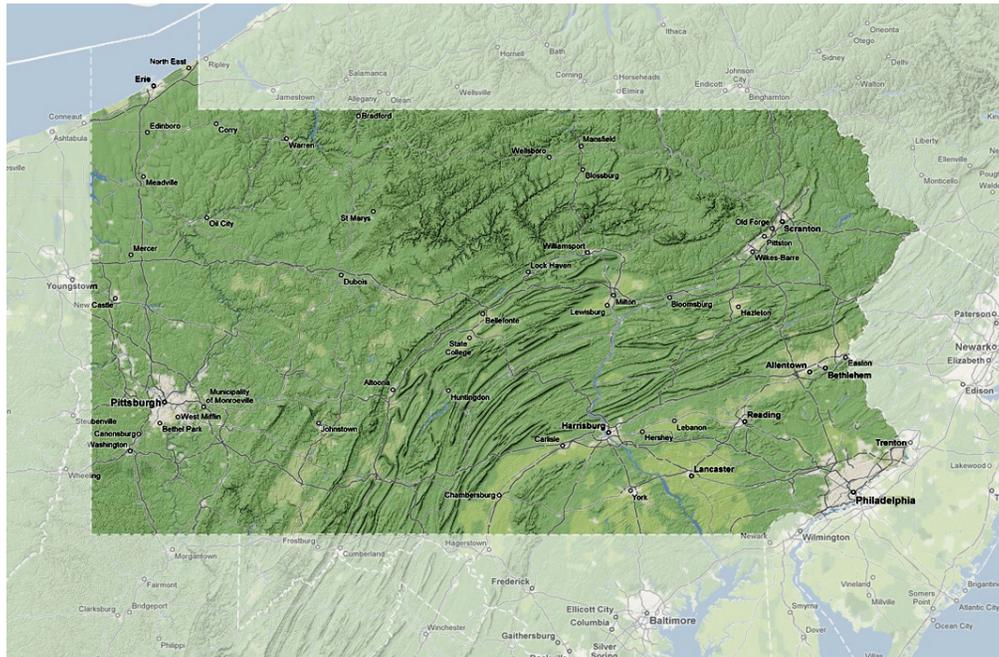 Ithaca
Oneonta
Otego
Hornell
Bath
Sidney
Delhi
North East
Ripley
Salamanca
Corning
Horseheads
Johnson
City
Walton
Erie
Wellsville
Elmira
Endicott
Binghamton
Jamestown
Allegany
Olean
Conneaut
Bradford
Ashtabula
Edinboro
Corry
Warren
Mansfield
Liberty
Wellsboro
Ellenville
Blossburg
Monticello
Meadville
St Marys
Oil City
Old Forge
Scranton
Pittston
Mercer
Williamsport
Wilkes-Barre
Lock Haven
Dubois
Youngstown
New Castle
Milton
Bloomsburg
Lewisburg
Hazleton
Paterson
Bellefonte
State
College
Newark
Elizabeth
Easton
Allentown
Bethlehem
Altoona
Huntingdon
Edison
Pittsburgh
Municipality
of Monroeville
West Mifflin
Steubenville
Bethel Park
Canonsburg
Washington
Johnstown
Harrisburg
Carlisle
Hershey
Lebanon
Reading
Trenton
Wheeling
Lancaster
Lakewood
Chambersburg
York
Philadelphia
Newark
Wilmington
Frostburg
Cumberland
Hagerstown
Morgantown
Fairmont
Frederick
Vineland
Millville
Somers
Point
Clarksburg
Bridgeport
Ellicott City
Columbia
Baltimore
Smyrna
Atlantic City
Ocean City
Winchester
Gaithersburg
Dover
Philippi
Silver
Spring